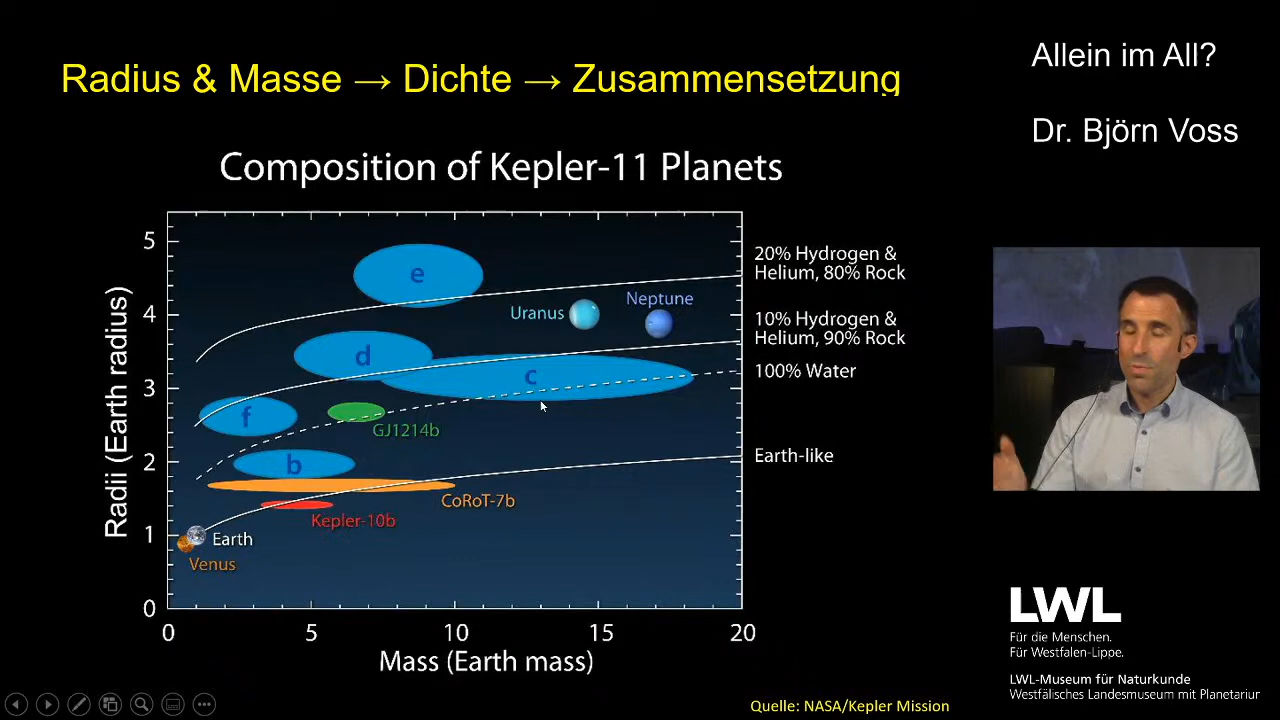 Radius & Masse → Dichte → Zusammensetzung
Allein im All?
Dr. Björn Voss
Composition of Kepler-11 Planets
Radii (Earth radius)
5
4
3
2
1
0
0
5
10
15
20
Mass (Earth mass)
e
d
c
f
b
Uranus
Neptune
GJ1214b
CoRoT-7b
Kepler-10b
Earth
Venus
20% Hydrogen &
Helium, 80% Rock
10% Hydrogen &
Helium, 90% Rock
100% Water
Earth-like
LWL
Für die Menschen.
Für Westfalen-Lippe.
LWL-Museum für Naturkunde
Westfälisches Landesmuseum mit Planetariur
Quelle: NASA/Kepler Mission